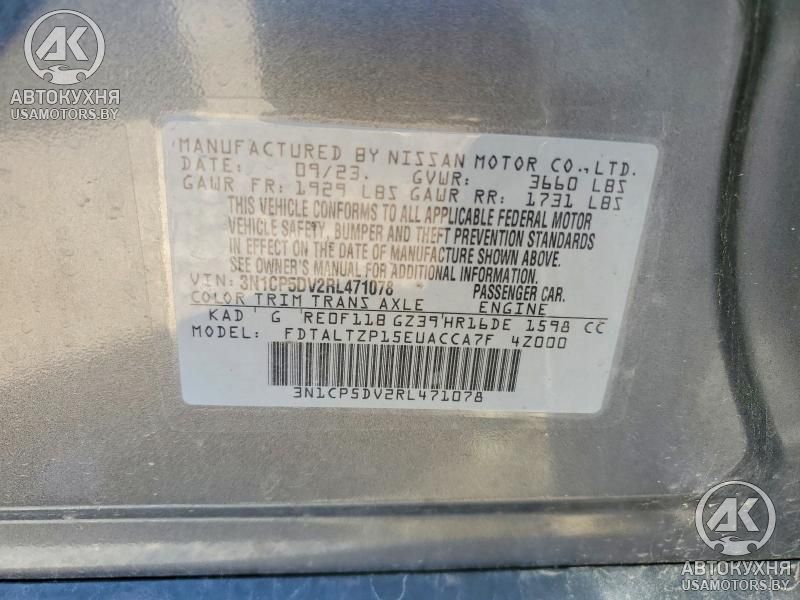 AK
АВТОКУХНЯ
USAMOTORS.BY
MANUFACTURED BY NISSAN MOTOR CO., LTD.
DATE: 09/23. GVWR: 3660 LBS
GAWR FR: 1929 LBS GAWR RR: 1731 LBS
THIS VEHICLE CONFORMS TO ALL APPLICABLE FEDERAL MOTOR
VEHICLE SAFETY, BUMPER AND THEFT PREVENTION STANDARDS
IN EFFECT ON THE DATE OF MANUFACTURE SHOWN ABOVE.
SEE OWNER'S MANUAL FOR ADDITIONAL INFORMATION.
VIN: 3N1CP5DV2RL471078 PASSENGER CAR.
COLOR TRIM TRANS AXLE ENGINE
KAD G RE0F11B GZ39 HR16DE 1598 CC
MODEL: FDTALTZP15EUACCA7F 4Z000
3N1CP5DV2RL471078
AK
АВТОКУХНЯ
USAMOTORS.BY